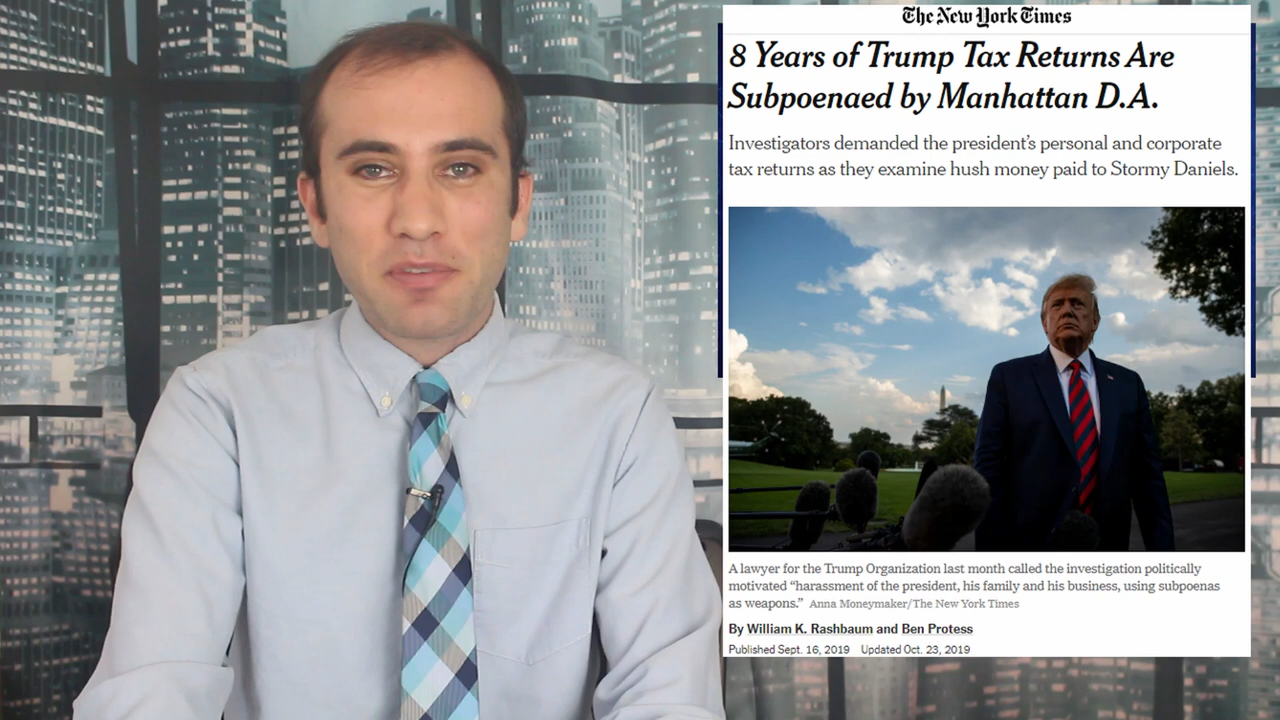 The New York Times
8 Years of Trump Tax Returns Are
Subpoenaed by Manhattan D.A.
Investigators demanded the president's personal and corporate
tax returns as they examine hush money paid to Stormy Daniels.
A lawyer for the Trump Organization last month called the investigation politically
motivated “harassment of the president, his family and his business, using subpoenas
as weapons.” Anna Moneymaker/The New York Times
By William K. Rashbaum and Ben Protess
Published Sept. 16, 2019 Updated Oct. 23, 2019